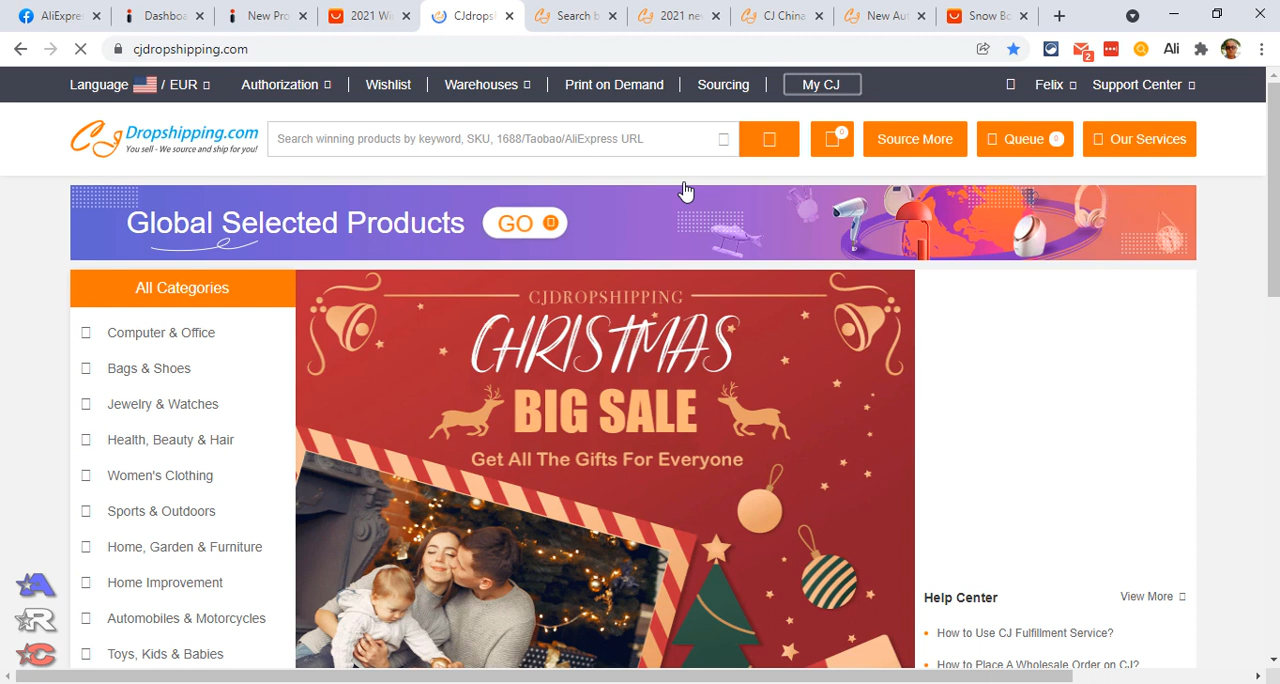 AliExpres
Dashboa
New Pro
2021 Wi
CJdrops
Search b
2021 ne
CJ China
New Aut
Snow Bo
cjdropshipping.com
2
Ali
Language / EUR
Authorization
Wishlist
Warehouses
Print on Demand
Sourcing
My CJ
Felix
Support Center
CJ Dropshipping.com
You sell - We source and ship for you!
Search winning products by keyword, SKU, 1688/Taobao/AliExpress URL
0
Source More
Queue 0
Our Services
Global Selected Products GO
All Categories
Computer & Office
Bags & Shoes
Jewelry & Watches
Health, Beauty & Hair
Women's Clothing
Sports & Outdoors
Home, Garden & Furniture
Home Improvement
Automobiles & Motorcycles
Toys, Kids & Babies
CJDROPSHIPPING
CHRISTMAS
BIG SALE
Get All The Gifts For Everyone
Help Center
View More
How to Use CJ Fulfillment Service?
How to Place A Wholesale Order on CJ?
A
R
C